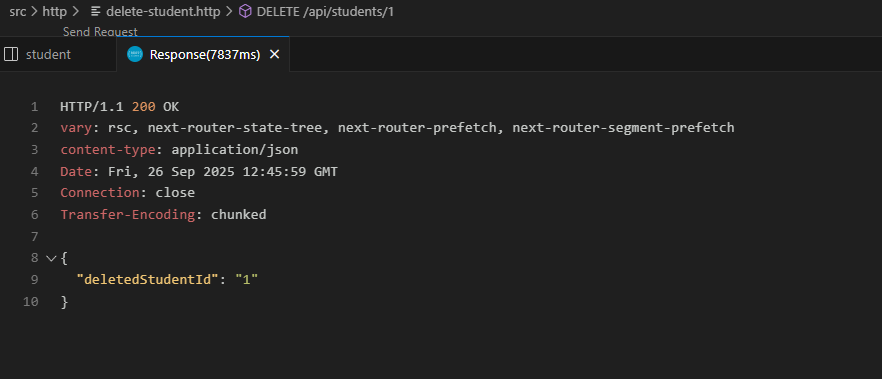 src > http > delete-student.http > DELETE /api/students/1
Send Request
student
Response(7837ms) ×
1 HTTP/1.1 200 OK
2 vary: rsc, next-router-state-tree, next-router-prefetch, next-router-segment-prefetch
3 content-type: application/json
4 Date: Fri, 26 Sep 2025 12:45:59 GMT
5 Connection: close
6 Transfer-Encoding: chunked
7
8 {
9 "deletedStudentId": "1"
10 }